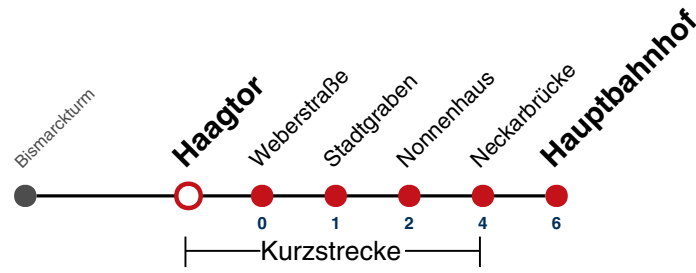 Bismarckturm
Haagtor
Weberstraße
Stadtgraben
Nonnenhaus
Neckarbrücke
Hauptbahnhof
0 1 2 4 6
Kurzstrecke